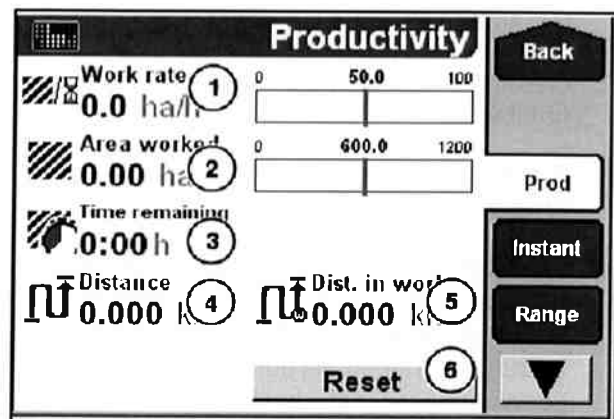 Productivity
Back
Work rate
0.0 ha/h
1
0 50.0 100
Area worked
0.00 ha
2
0 600.0 1200
Prod
Time remaining
0:00 h
3
Instant
Distance
0.000
4
Dist. in work
0.000
5
Range
Reset
6